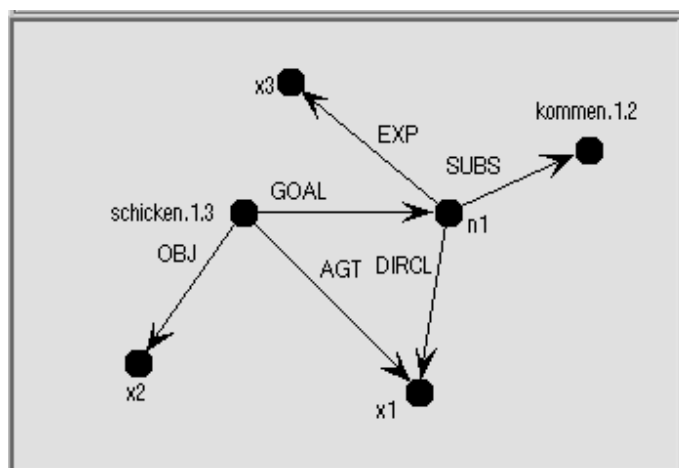 x3
kommen.1.2
EXP
SUBS
GOAL
schicken.1.3
n1
OBJ
AGT
DIRCL
x2
x1